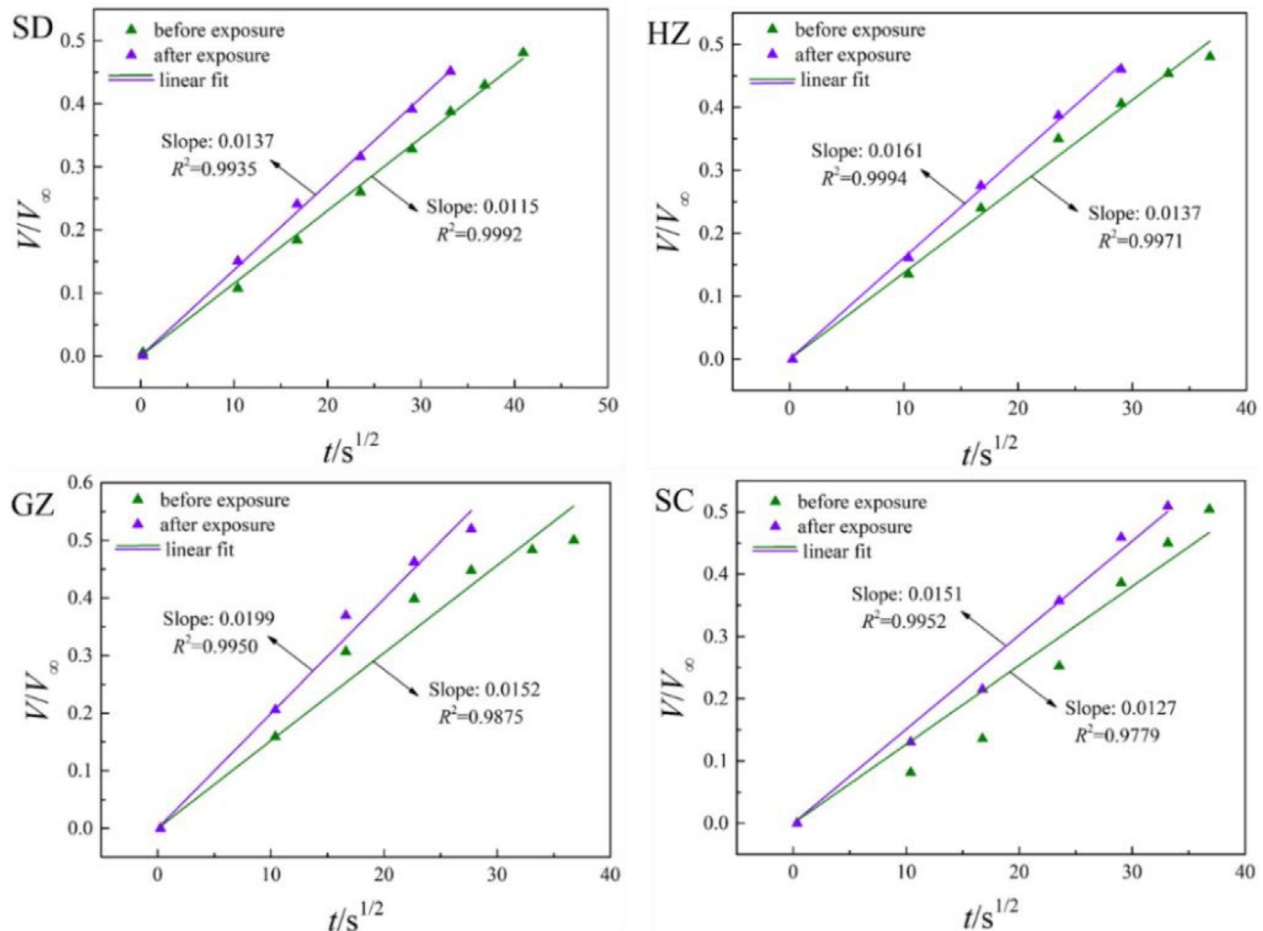 SD
before exposure
after exposure
linear fit
Slope: 0.0137
R²=0.9935
Slope: 0.0115
R²=0.9992
V/V∞
0.5
0.4
0.3
0.2
0.1
0.0
0 10 20 30 40 50
t/s^1/2
HZ
before exposure
after exposure
linear fit
Slope: 0.0161
R²=0.9994
Slope: 0.0137
R²=0.9971
V/V∞
0.5
0.4
0.3
0.2
0.1
0.0
0 10 20 30 40
t/s^1/2
GZ
before exposure
after exposure
linear fit
Slope: 0.0199
R²=0.9950
Slope: 0.0152
R²=0.9875
V/V∞
0.6
0.5
0.4
0.3
0.2
0.1
0.0
0 10 20 30 40
t/s^1/2
SC
before exposure
after exposure
linear fit
Slope: 0.0151
R²=0.9952
Slope: 0.0127
R²=0.9779
V/V∞
0.5
0.4
0.3
0.2
0.1
0.0
0 10 20 30 40
t/s^1/2